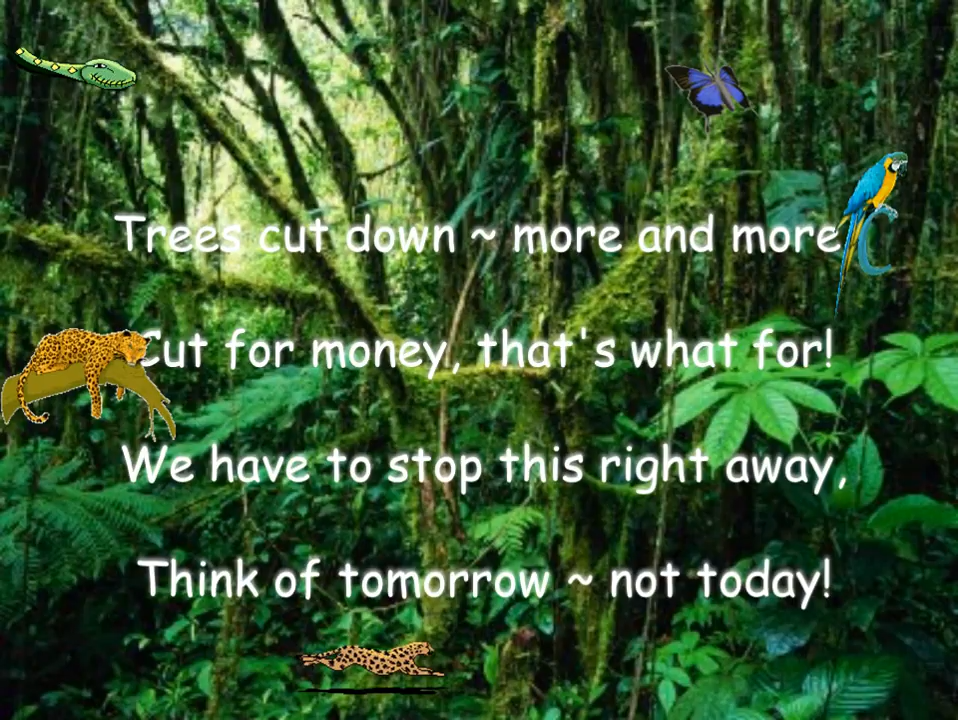 Trees cut down ~ more and more
Cut for money, that's what for!
We have to stop this right away,
Think of tomorrow ~ not today!